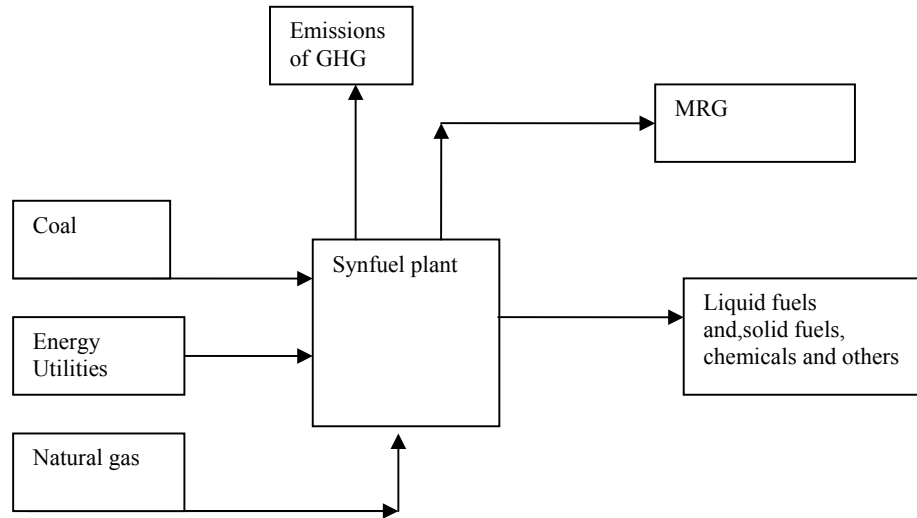 Emissions
of GHG
MRG
Coal
Synfuel plant
Liquid fuels
and,solid fuels,
chemicals and others
Energy
Utilities
Natural gas